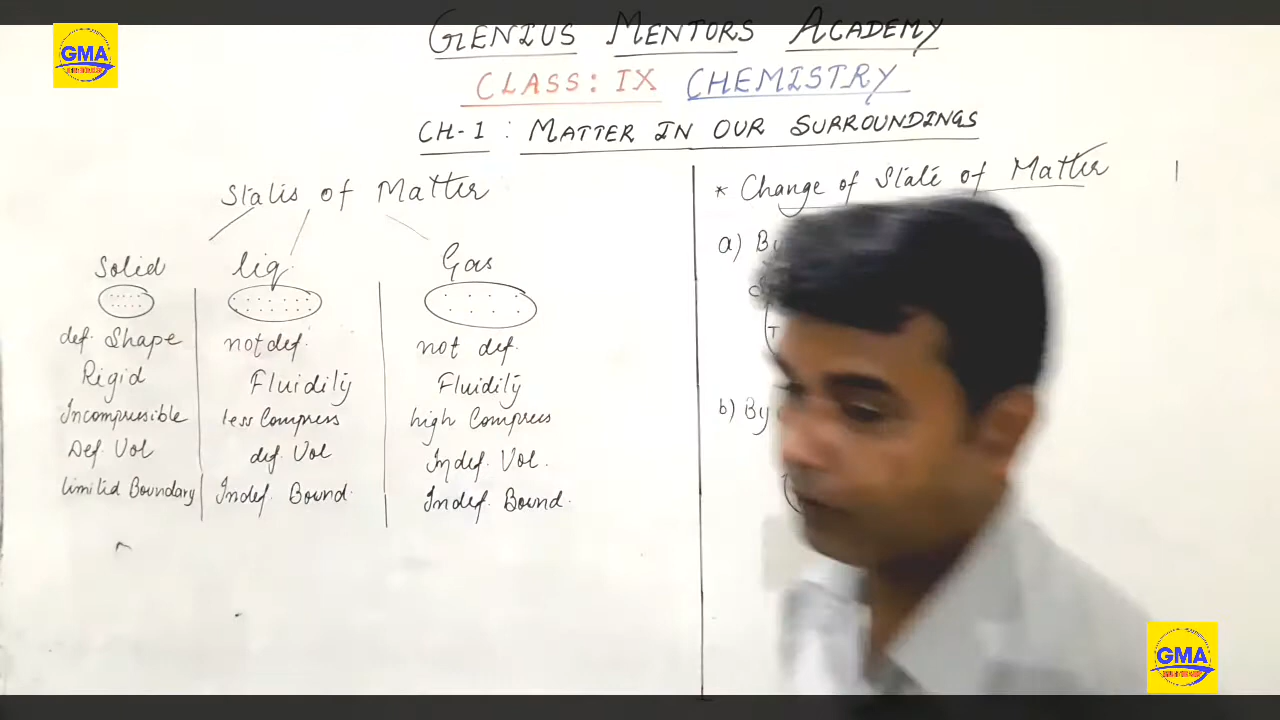 GMA
GENIUS MENTORS ACADEMY
CLASS: IX CHEMISTRY
CH-1 : MATTER IN OUR SURROUNDINGS
States of Matter
Solid liq. Gas
def. Shape not def. not def.
Rigid Fluidity Fluidity
Incompressible less Compress high Compress
Def. Vol def. Vol Indef. Vol.
limited Boundary Indef. Bound. Indef. Bound.
* Change of State of Matter
a) By
b) By
GMA